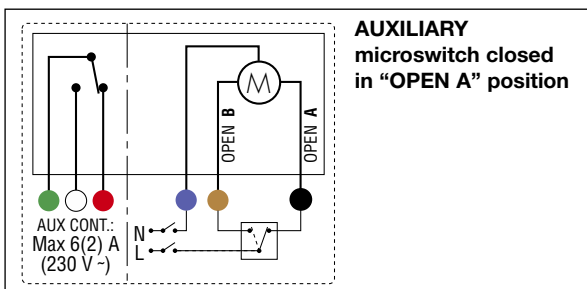 AUXILIARY
microswitch closed
in “OPEN A” position
M
OPEN B
OPEN A
AUX CONT.:
Max 6(2) A
(230 V ~)
N
L